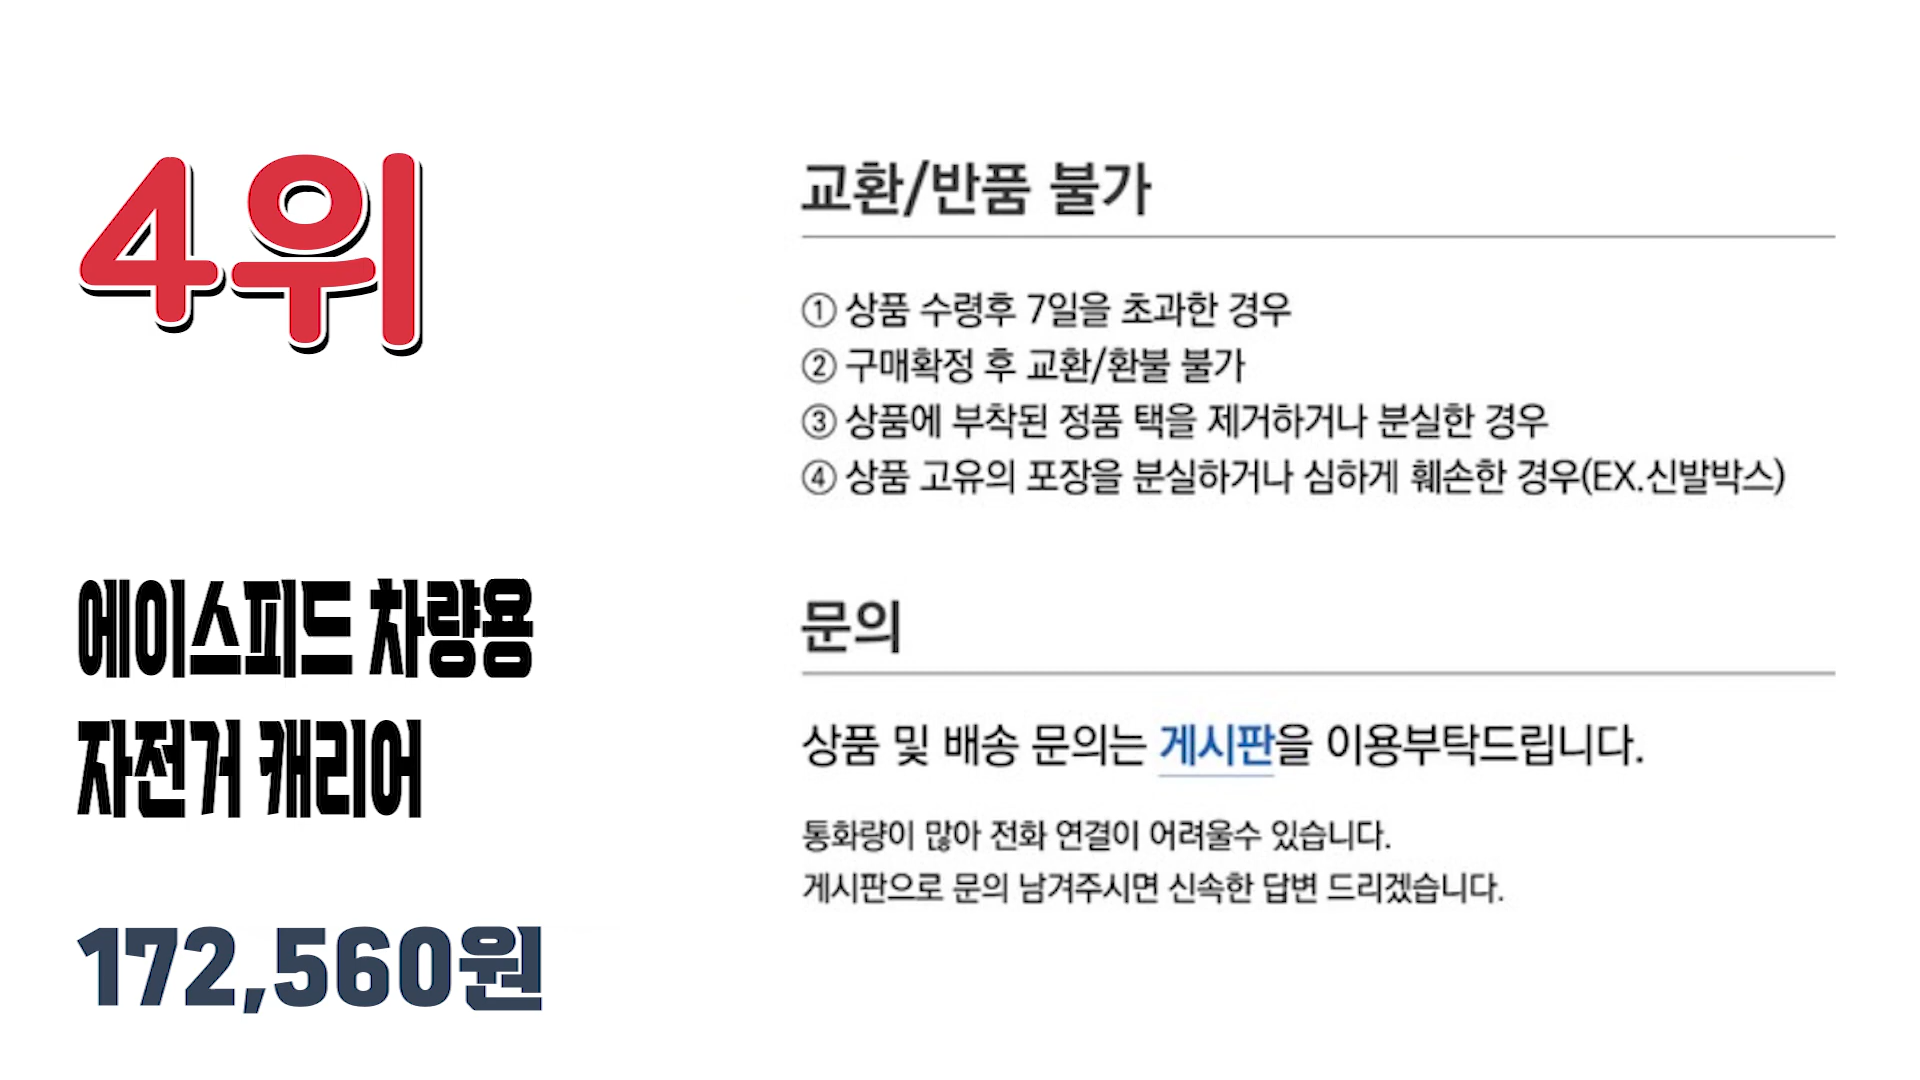 4위
에이스피드 차량용
자전거 캐리어
172,560원
교환/반품 불가
① 상품 수령후 7일을 초과한 경우
② 구매확정 후 교환/환불 불가
③ 상품에 부착된 정품 택을 제거하거나 분실한 경우
④ 상품 고유의 포장을 분실하거나 심하게 훼손한 경우(EX.신발박스)
문의
상품 및 배송 문의는 게시판을 이용부탁드립니다.
통화량이 많아 전화 연결이 어려울수 있습니다.
게시판으로 문의 남겨주시면 신속한 답변 드리겠습니다.